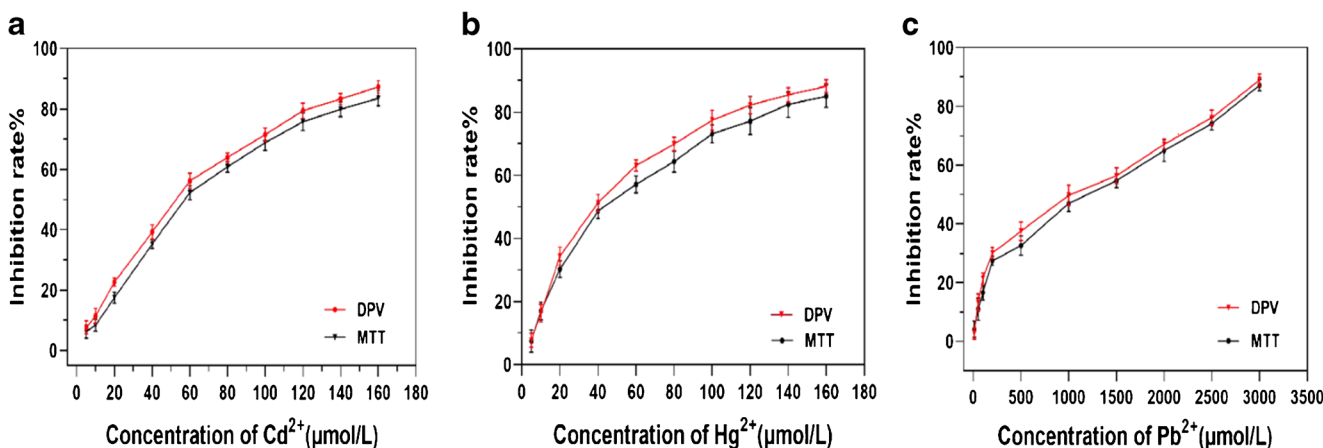 a
Inhibition rate%
100
80
60
40
20
0
DPV
MTT
0 20 40 60 80 100 120 140 160 180
Concentration of Cd²⁺(μmol/L)
b
Inhibition rate%
100
80
60
40
20
0
DPV
MTT
0 20 40 60 80 100 120 140 160 180
Concentration of Hg²⁺(μmol/L)
c
Inhibition rate%
100
80
60
40
20
0
DPV
MTT
0 500 1000 1500 2000 2500 3000 3500
Concentration of Pb²⁺(μmol/L)